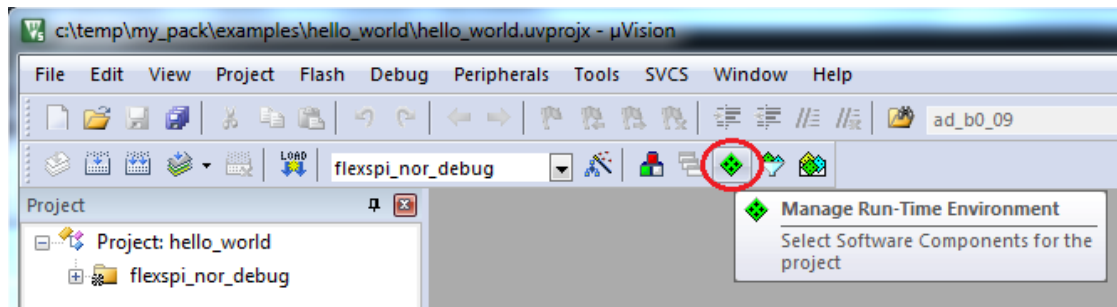 c:\temp\my_pack\examples\hello_world\hello_world.uvprojx - µVision
File Edit View Project Flash Debug Peripherals Tools SVCS Window Help
ad_b0_09
LOAD
flexspi_nor_debug
Project
Manage Run-Time Environment
Select Software Components for the
project
Project: hello_world
flexspi_nor_debug